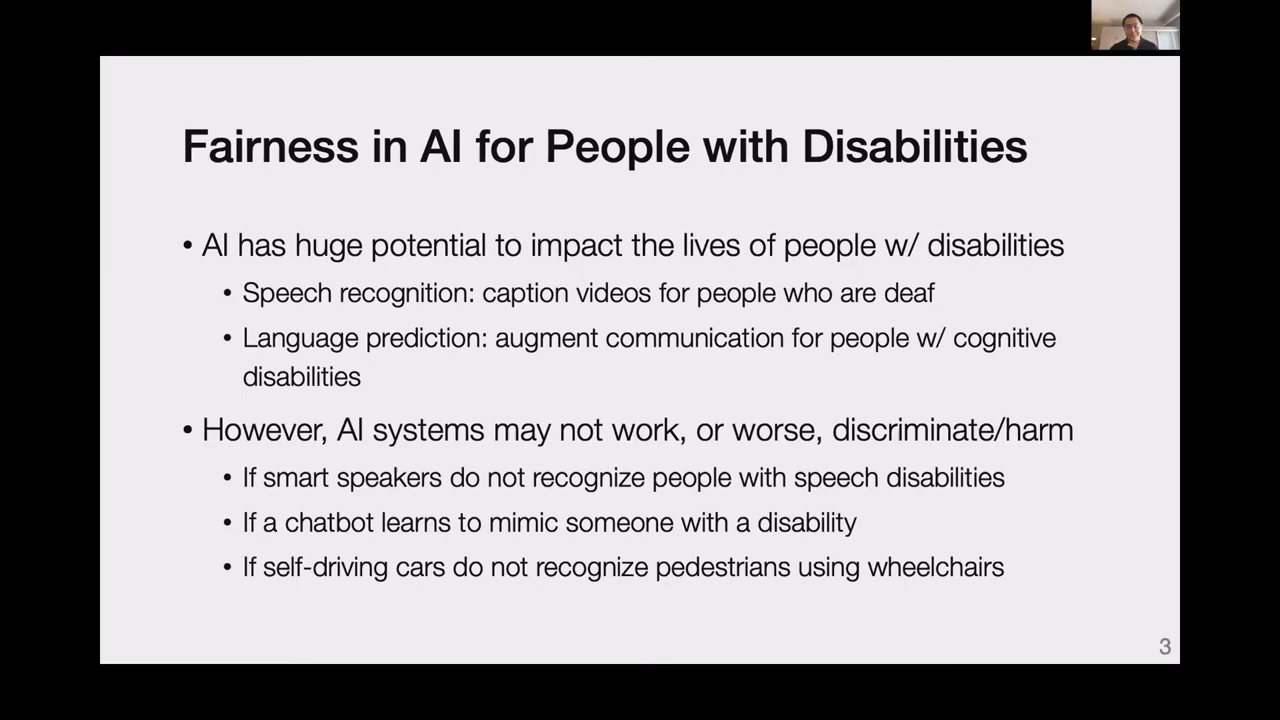 Fairness in AI for People with Disabilities
• AI has huge potential to impact the lives of people w/ disabilities
• Speech recognition: caption videos for people who are deaf
• Language prediction: augment communication for people w/ cognitive
disabilities
• However, AI systems may not work, or worse, discriminate/harm
• If smart speakers do not recognize people with speech disabilities
• If a chatbot learns to mimic someone with a disability
• If self-driving cars do not recognize pedestrians using wheelchairs
3